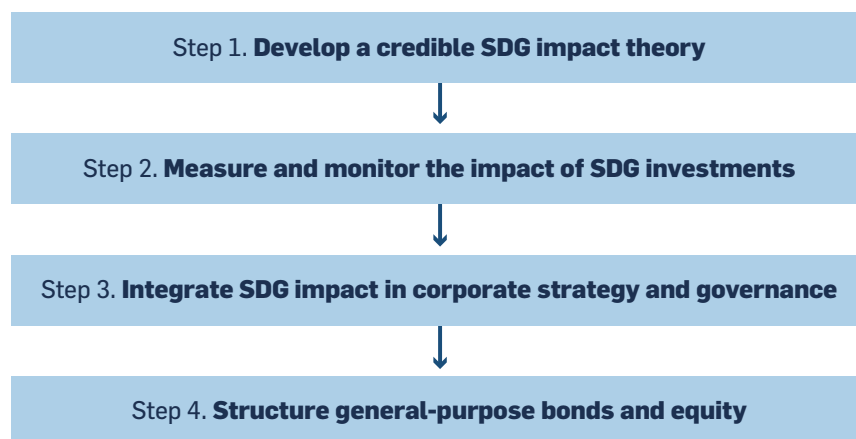 Step 1. Develop a credible SDG impact theory
Step 2. Measure and monitor the impact of SDG investments
Step 3. Integrate SDG impact in corporate strategy and governance
Step 4. Structure general-purpose bonds and equity